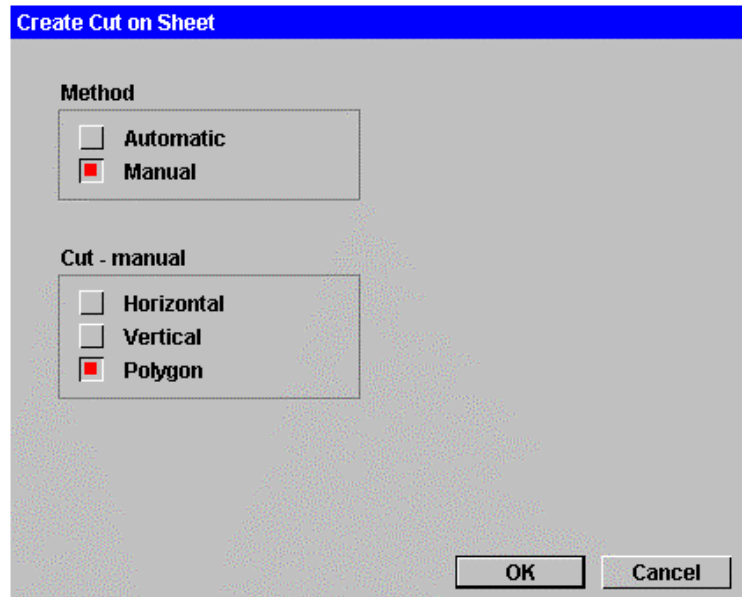 Create Cut on Sheet
Method
Automatic
Manual
Cut - manual
Horizontal
Vertical
Polygon
OK Cancel